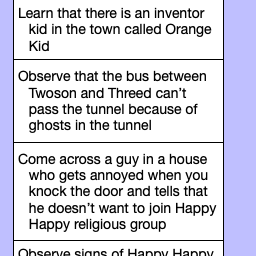 Learn that there is an inventor
kid in the town called Orange
Kid
Observe that the bus between
Twoson and Threed can’t
pass the tunnel because of
ghosts in the tunnel
Come across a guy in a house
who gets annoyed when you
knock the door and tells that
he doesn’t want to join Happy
Happy religious group
Observe signs of Happy Happy